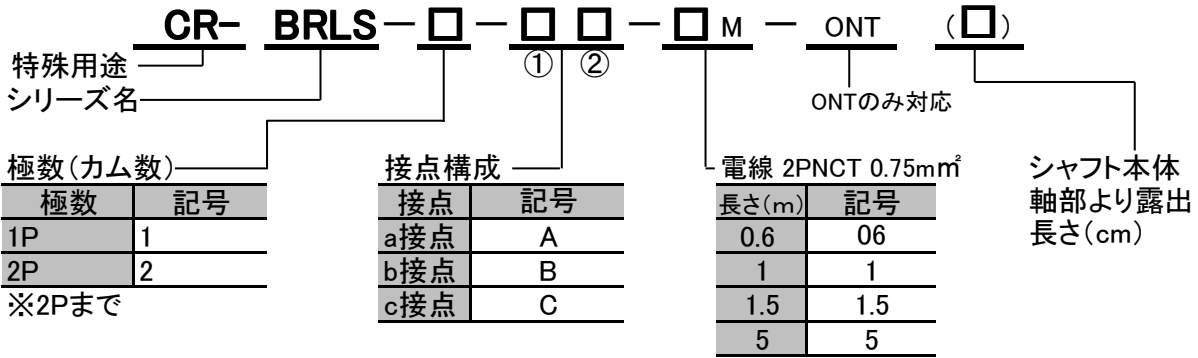 CR- BRLS-□-□□-□M-ONT(□)
① ②
特殊用途
シリーズ名
ONTのみ対応
極数(カム数)
極数 記号
1P 1
2P 2
※2Pまで
接点構成
接点 記号
a接点 A
b接点 B
c接点 C
電線 2PNCT 0.75m㎡
長さ(m) 記号
0.6 06
1 1
1.5 1.5
5 5
シャフト本体
軸部より露出
長さ(cm)